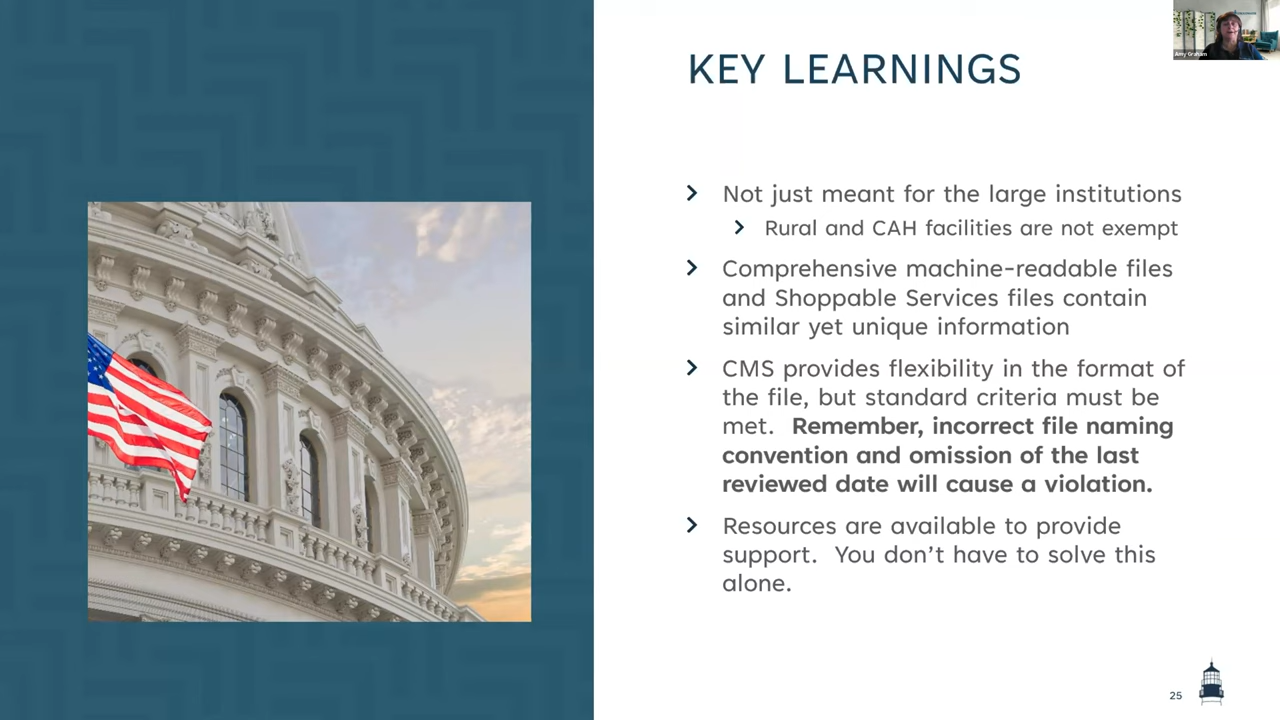 KEY LEARNINGS
Amy Graham
Not just meant for the large institutions
Rural and CAH facilities are not exempt
Comprehensive machine-readable files
and Shoppable Services files contain
similar yet unique information
CMS provides flexibility in the format of
the file, but standard criteria must be
met. Remember, incorrect file naming
convention and omission of the last
reviewed date will cause a violation.
Resources are available to provide
support. You don’t have to solve this
alone.
25